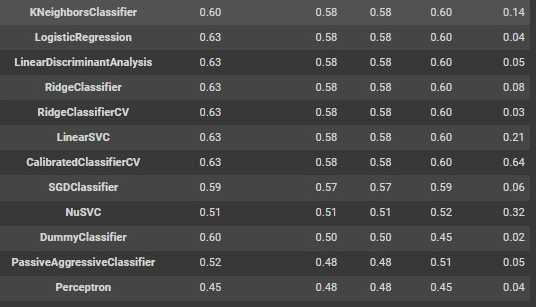 KNeighborsClassifier 0.60 0.58 0.58 0.60 0.14
LogisticRegression 0.63 0.58 0.58 0.60 0.04
LinearDiscriminantAnalysis 0.63 0.58 0.58 0.60 0.05
RidgeClassifier 0.63 0.58 0.58 0.60 0.08
RidgeClassifierCV 0.63 0.58 0.58 0.60 0.03
LinearSVC 0.63 0.58 0.58 0.60 0.21
CalibratedClassifierCV 0.63 0.58 0.58 0.60 0.64
SGDClassifier 0.59 0.57 0.57 0.59 0.06
NuSVC 0.51 0.51 0.51 0.52 0.32
DummyClassifier 0.60 0.50 0.50 0.45 0.02
PassiveAggressiveClassifier 0.52 0.48 0.48 0.51 0.05
Perceptron 0.45 0.48 0.48 0.45 0.04